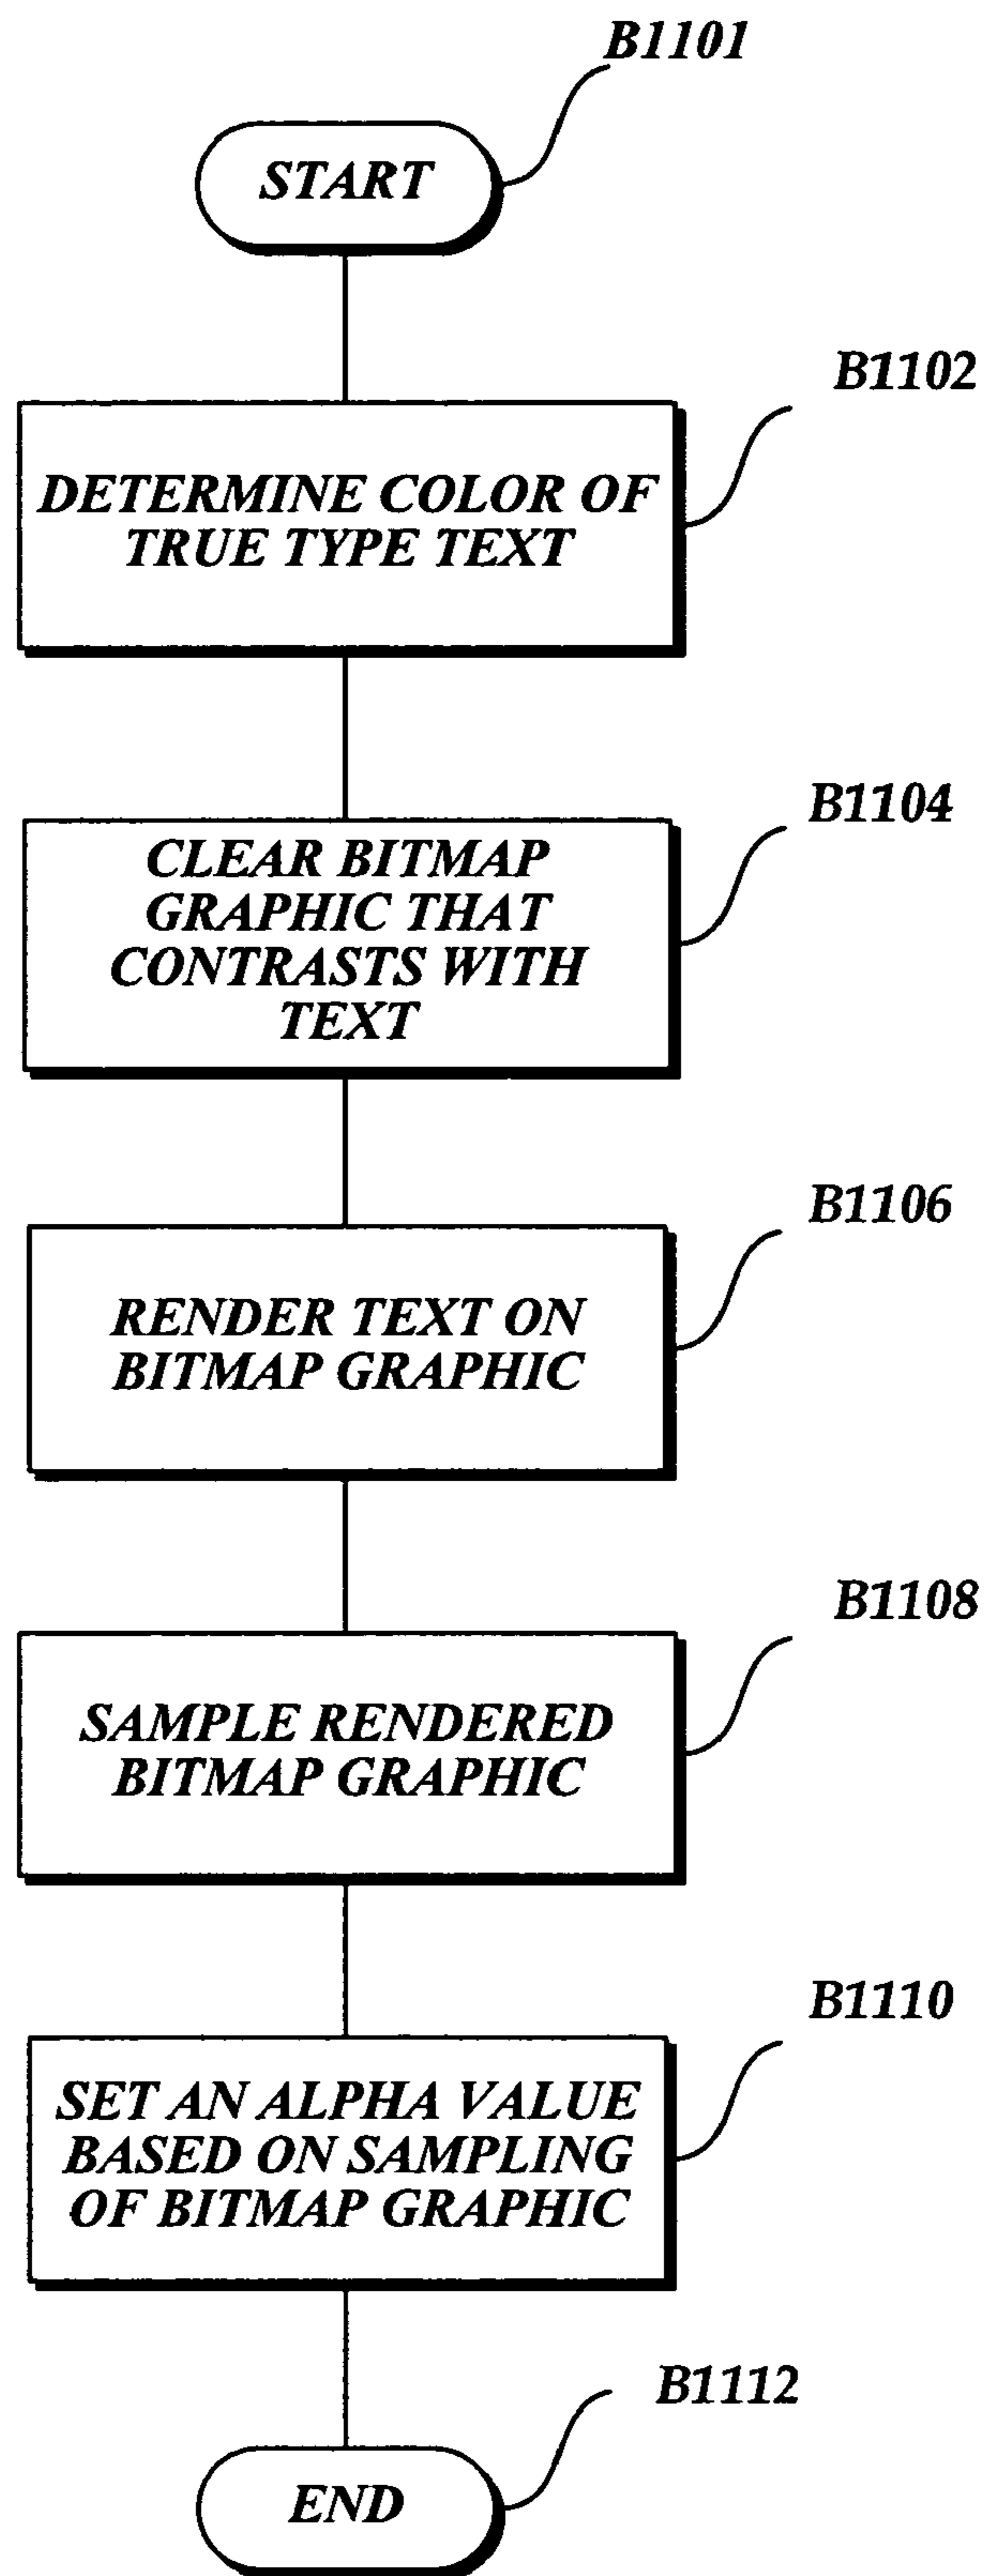 B1101
START
B1102
DETERMINE COLOR OF
TRUE TYPE TEXT
B1104
CLEAR BITMAP
GRAPHIC THAT
CONTRASTS WITH
TEXT
B1106
RENDER TEXT ON
BITMAP GRAPHIC
B1108
SAMPLE RENDERED
BITMAP GRAPHIC
B1110
SET AN ALPHA VALUE
BASED ON SAMPLING
OF BITMAP GRAPHIC
B1112
END